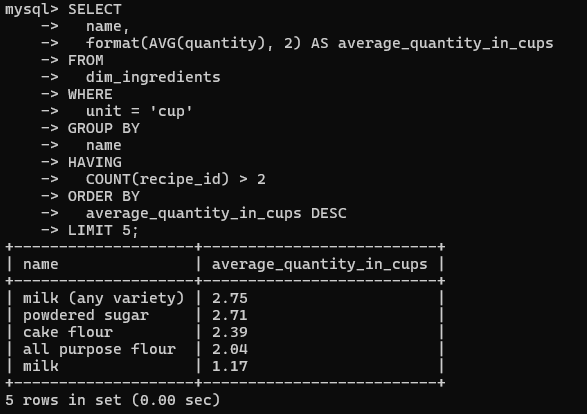 mysql> SELECT
    ->   name,
    ->   format(AVG(quantity), 2) AS average_quantity_in_cups
    -> FROM
    ->   dim_ingredients
    -> WHERE
    ->   unit = 'cup'
    -> GROUP BY
    ->   name
    -> HAVING
    ->   COUNT(recipe_id) > 2
    -> ORDER BY
    ->   average_quantity_in_cups DESC
    -> LIMIT 5;
+--------------------+--------------------------+
| name               | average_quantity_in_cups |
+--------------------+--------------------------+
| milk (any variety) | 2.75                     |
| powdered sugar     | 2.71                     |
| cake flour         | 2.39                     |
| all purpose flour  | 2.04                     |
| milk               | 1.17                     |
+--------------------+--------------------------+
5 rows in set (0.00 sec)